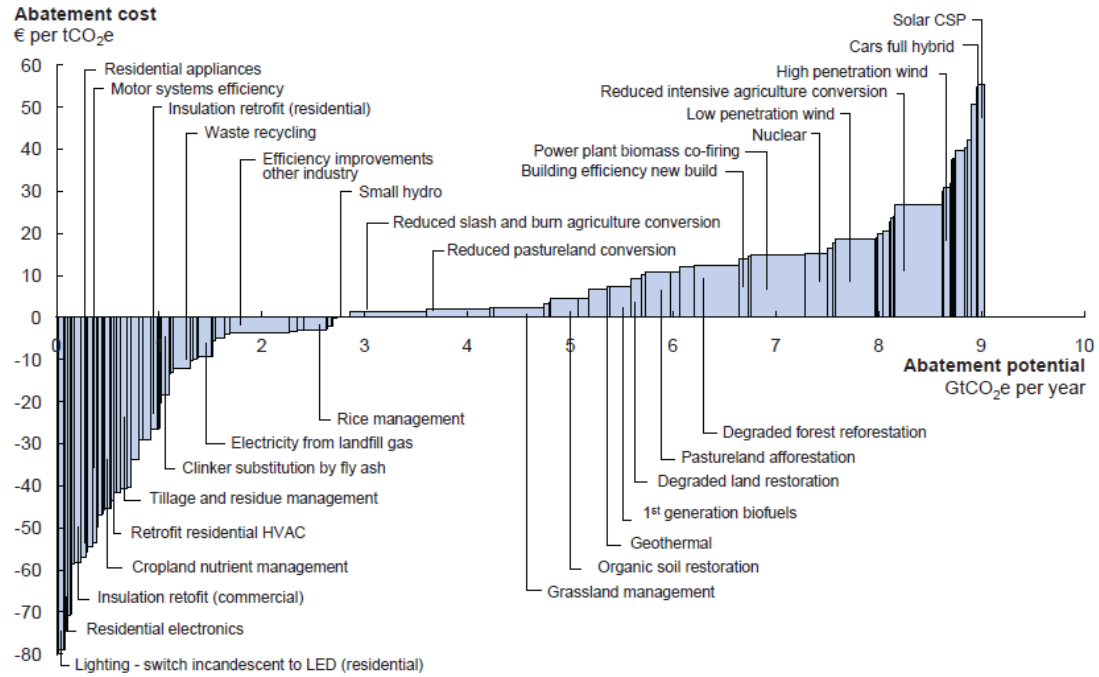 Abatement cost
€ per tCO2e
60
50
40
30
20
10
0
-10
-20
-30
-40
-50
-60
-70
-80
Solar CSP
Cars full hybrid
High penetration wind
Reduced intensive agriculture conversion
Low penetration wind
Nuclear
Power plant biomass co-firing
Building efficiency new build
Residential appliances
Motor systems efficiency
Insulation retrofit (residential)
Waste recycling
Efficiency improvements
other industry
Small hydro
Reduced slash and burn agriculture conversion
Reduced pastureland conversion
0 1 2 3 4 5 6 7 8 9 10
Abatement potential
GtCO2e per year
Rice management
Electricity from landfill gas
Clinker substitution by fly ash
Tillage and residue management
Retrofit residential HVAC
Cropland nutrient management
Insulation retofit (commercial)
Residential electronics
Lighting - switch incandescent to LED (residential)
Degraded forest reforestation
Pastureland afforestation
Degraded land restoration
1st generation biofuels
Geothermal
Organic soil restoration
Grassland management